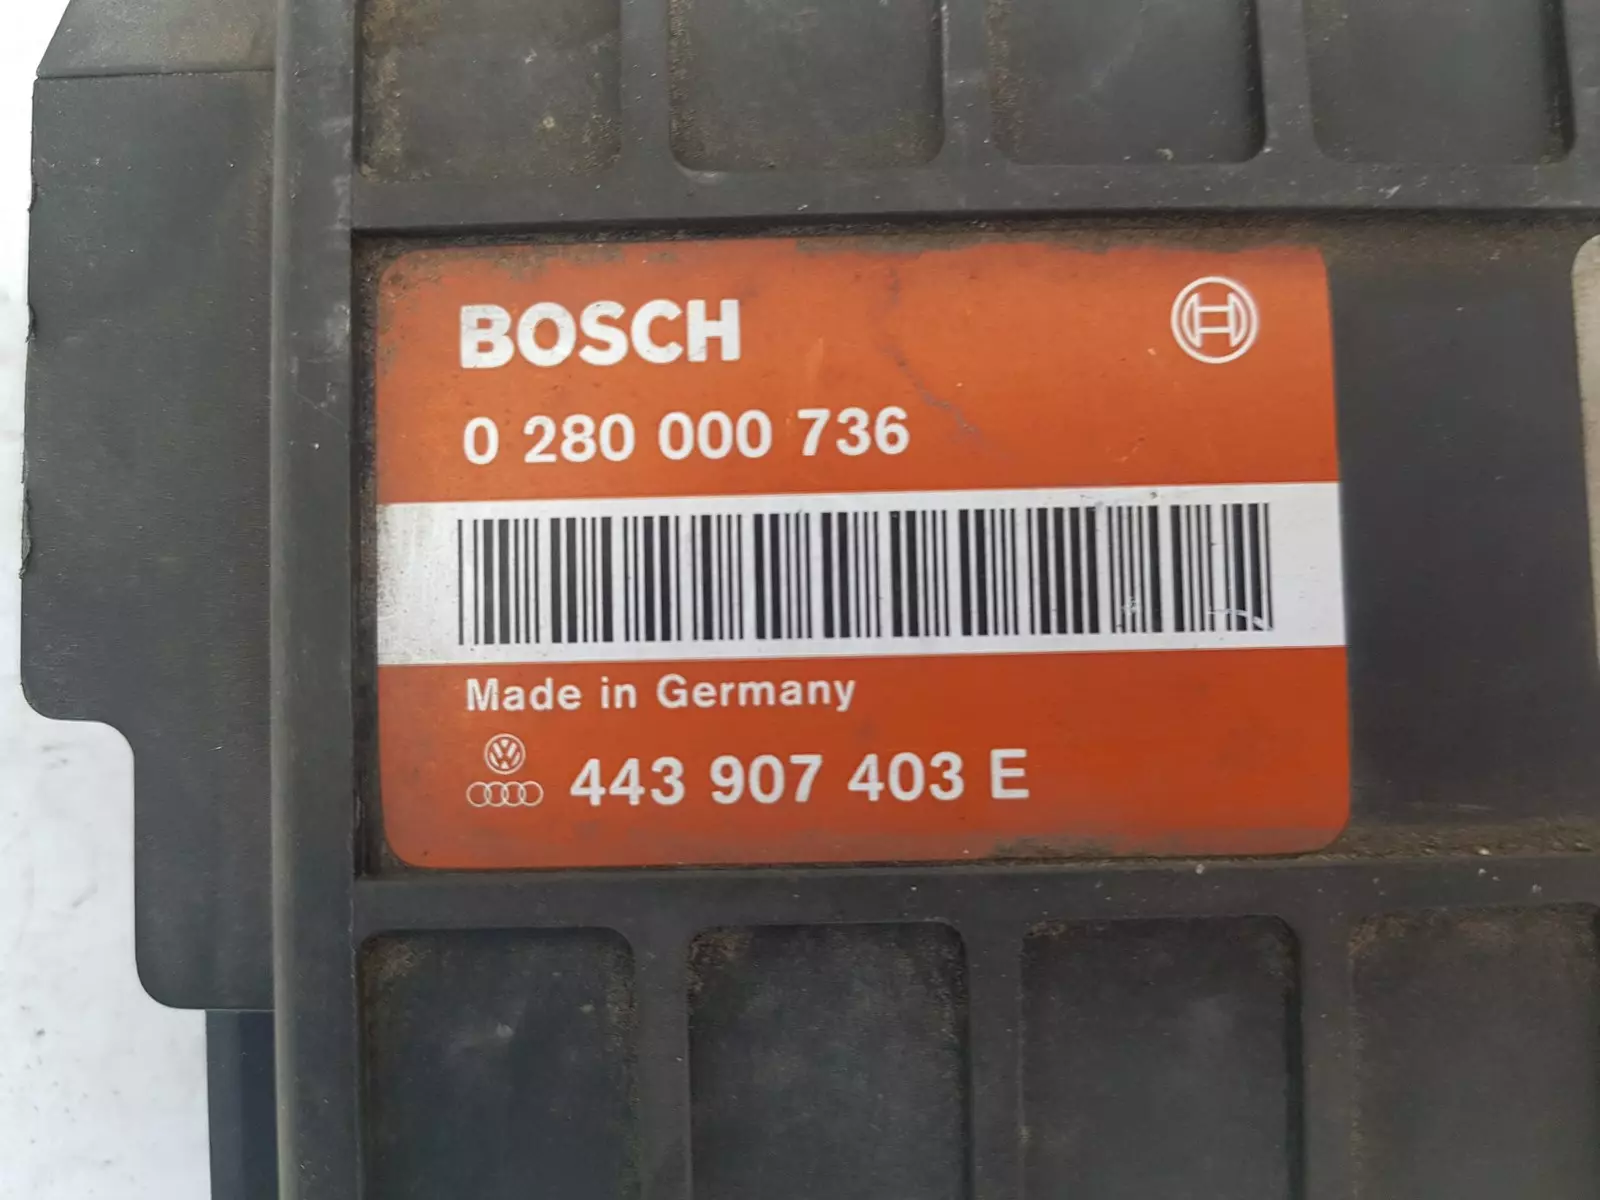 BOSCH
0 280 000 736
Made in Germany
443 907 403 E